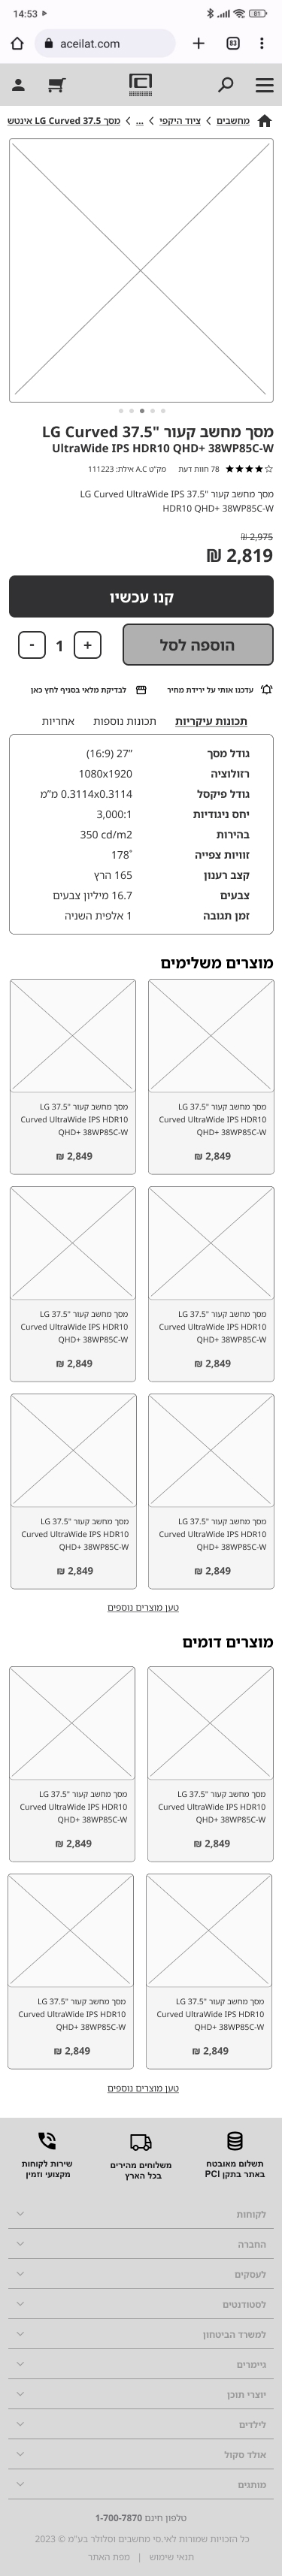 14:53
81
aceilat.com
83
מחשבים > ציוד היקפי > ... > מסך LG Curved 37.5 אינטש
מסך מחשב קעור "37.5 LG Curved
UltraWide IPS HDR10 QHD+ 38WP85C-W
78 חוות דעת
מק"ט A.C אילת: 111223
מסך מחשב קעור "37.5 LG Curved UltraWide IPS
HDR10 QHD+ 38WP85C-W
2,975 ₪
2,819 ₪
קנו עכשיו
הוספה לסל
+ 1 -
עדכנו אותי על ירידת מחיר
לבדיקת מלאי בסניף לחץ כאן
תכונות עיקריות
תכונות נוספות
אחריות
גודל מסך 27" (16:9)
רזולוציה 1080x1920
גודל פיקסל 0.3114x0.3114 מ"מ
יחס ניגודיות 3,000:1
בהירות 350 cd/m2
זוויות צפייה 178°
קצב רענון 165 הרץ
צבעים 16.7 מיליון צבעים
זמן תגובה 1 אלפית השניה
מוצרים משלימים
מסך מחשב קעור "37.5 LG
Curved UltraWide IPS HDR10
QHD+ 38WP85C-W
2,849 ₪
מסך מחשב קעור "37.5 LG
Curved UltraWide IPS HDR10
QHD+ 38WP85C-W
2,849 ₪
מסך מחשב קעור "37.5 LG
Curved UltraWide IPS HDR10
QHD+ 38WP85C-W
2,849 ₪
מסך מחשב קעור "37.5 LG
Curved UltraWide IPS HDR10
QHD+ 38WP85C-W
2,849 ₪
מסך מחשב קעור "37.5 LG
Curved UltraWide IPS HDR10
QHD+ 38WP85C-W
2,849 ₪
מסך מחשב קעור "37.5 LG
Curved UltraWide IPS HDR10
QHD+ 38WP85C-W
2,849 ₪
טען מוצרים נוספים
מוצרים דומים
מסך מחשב קעור "37.5 LG
Curved UltraWide IPS HDR10
QHD+ 38WP85C-W
2,849 ₪
מסך מחשב קעור "37.5 LG
Curved UltraWide IPS HDR10
QHD+ 38WP85C-W
2,849 ₪
מסך מחשב קעור "37.5 LG
Curved UltraWide IPS HDR10
QHD+ 38WP85C-W
2,849 ₪
מסך מחשב קעור "37.5 LG
Curved UltraWide IPS HDR10
QHD+ 38WP85C-W
2,849 ₪
טען מוצרים נוספים
תשלום מאובטח
באתר בתקן PCI
משלוחים מהירים
בכל הארץ
שירות לקוחות
מקצועי וזמין
לקוחות
החברה
לעסקים
לסטודנטים
למשרד הביטחון
גיימרים
יוצרי תוכן
לילדים
אולד סקול
מותגים
טלפון חינם 1-700-7870
כל הזכויות שמורות לאי.סי מחשבים וסלולר בע"מ © 2023
תנאי שימוש | מפת האתר